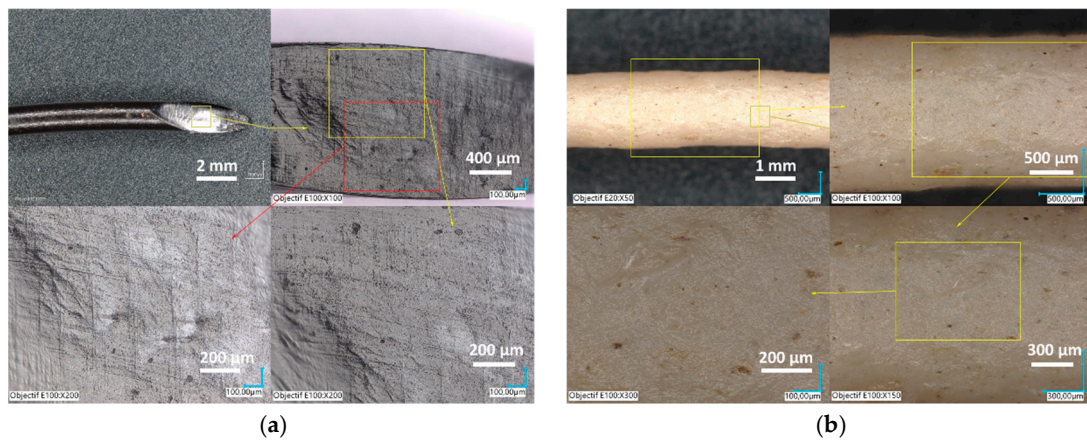 2 mm
400 µm
100,00µm
Objectif E100:X100
200 µm
100,00µm
Objectif E100:X200
200 µm
100,00µm
Objectif E100:X200
(a)
1 mm
500,00µm
Objectif E20:X50
500 µm
500,00µm
Objectif E100:X100
200 µm
100,00µm
Objectif E100:X300
300 µm
300,00µm
Objectif E100:X150
(b)